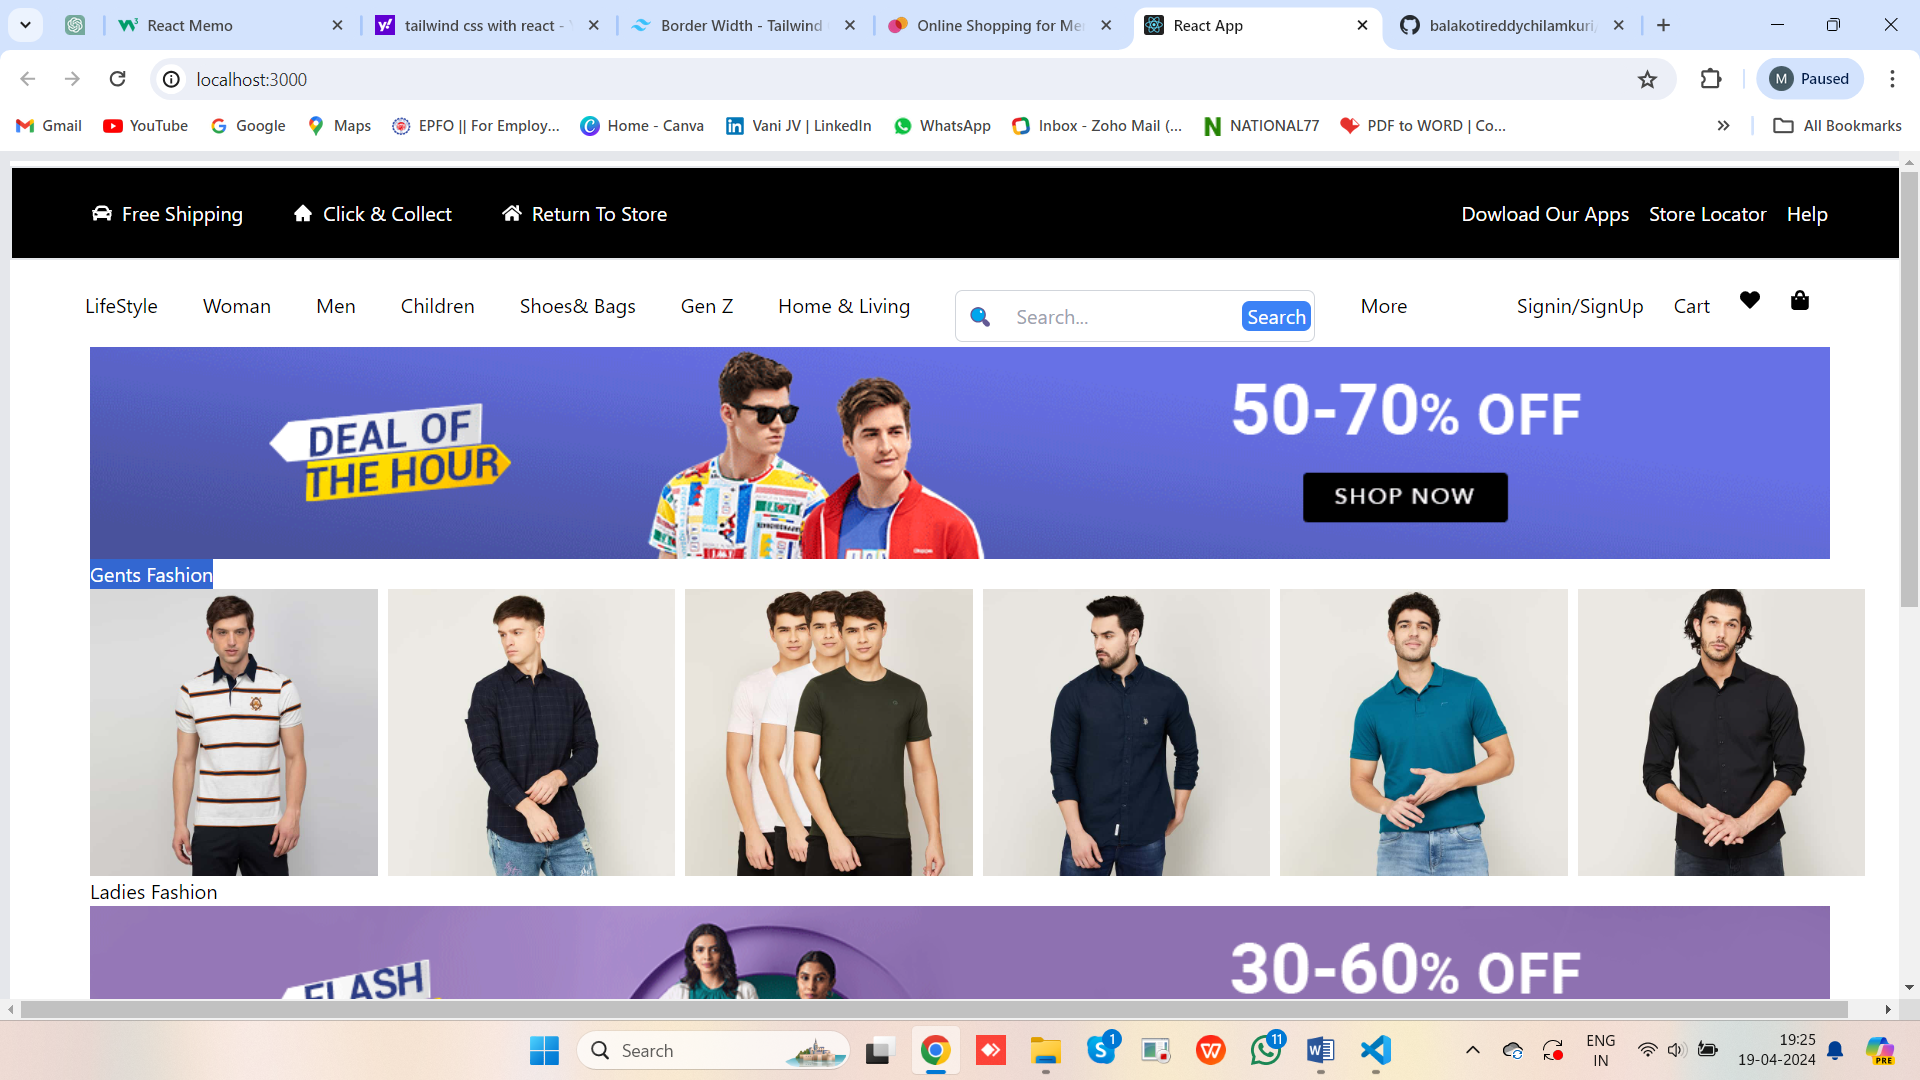 React Memo
tailwind css with react -
Border Width - Tailwind
Online Shopping for Me
React App
balakotireddychilamkuri
localhost:3000
M Paused
Gmail
YouTube
Google
Maps
EPFO || For Employ...
Home - Canva
Vani JV | LinkedIn
WhatsApp
Inbox - Zoho Mail (...
NATIONAL77
PDF to WORD | Co...
All Bookmarks
Free Shipping
Click & Collect
Return To Store
Dowload Our Apps
Store Locator
Help
LifeStyle
Woman
Men
Children
Shoes& Bags
Gen Z
Home & Living
Search...
Search
More
Signin/SignUp
Cart
DEAL OF
THE HOUR
50-70% OFF
SHOP NOW
Gents Fashion
Ladies Fashion
FLASH
30-60% OFF
Search
1
11
ENG
IN
19:25
19-04-2024
PRE